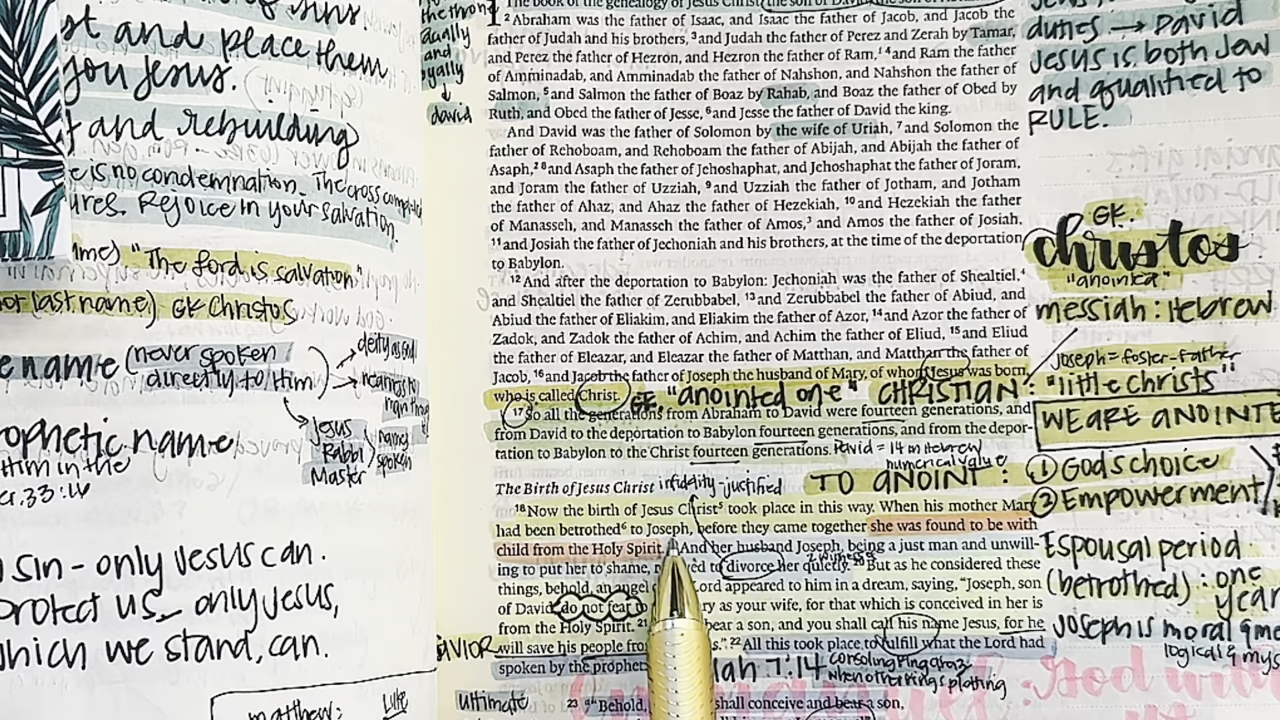 st and place them
you Jesus.
and rebuilding
e is no condemnation. The cross
ures. Rejoice in your salvation.
"The Lord is salvation"
(last name) GK Christos
e name (never spoken
directly to Him)
deity as God
nearness to
man
Jesus
Rabbi
Master
names
spoken
ophetic name
Him in the
er. 33:16
sin - only Jesus can.
protect us - only Jesus,
which we stand, can.
matthew:
Luke
the throne
and
david
1 The book of the genealogy of Jesus Christ, the son of David, the son of
2 Abraham was the father of Isaac, and Isaac the father of Jacob, and Jacob the
father of Judah and his brothers, 3 and Judah the father of Perez and Zerah by Tamar,
and Perez the father of Hezron, and Hezron the father of Ram,1 4 and Ram the father
of Amminadab, and Amminadab the father of Nahshon, and Nahshon the father of
Salmon, 5 and Salmon the father of Boaz by Rahab, and Boaz the father of Obed by
Ruth, and Obed the father of Jesse, 6 and Jesse the father of David the king.
And David was the father of Solomon by the wife of Uriah, 7 and Solomon the
father of Rehoboam, and Rehoboam the father of Abijah, and Abijah the father of
Asaph,2 8 and Asaph the father of Jehoshaphat, and Jehoshaphat the father of Joram,
and Joram the father of Uzziah, 9 and Uzziah the father of Jotham, and Jotham
the father of Ahaz, and Ahaz the father of Hezekiah, 10 and Hezekiah the father
of Manasseh, and Manasseh the father of Amos,3 and Amos the father of Josiah,
11 and Josiah the father of Jechoniah and his brothers, at the time of the deportation
to Babylon.
12 And after the deportation to Babylon: Jechoniah was the father of Shealtiel,4
and Shealtiel the father of Zerubbabel, 13 and Zerubbabel the father of Abiud, and
Abiud the father of Eliakim, and Eliakim the father of Azor, 14 and Azor the father of
Zadok, and Zadok the father of Achim, and Achim the father of Eliud, 15 and Eliud
the father of Eleazar, and Eleazar the father of Matthan, and Matthan the father of
Jacob, 16 and Jacob the father of Joseph the husband of Mary, of whom Jesus was born,
who is called Christ.
GK. "anointed one" CHRISTIAN: "little christs"
17 So all the generations from Abraham to David were fourteen generations, and
from David to the deportation to Babylon fourteen generations, and from the depor-
tation to Babylon to the Christ fourteen generations.
David = 14 in Hebrew
numerical value
The Birth of Jesus Christ
infidelity-justified
TO ANOINT:
18 Now the birth of Jesus Christ5 took place in this way. When his mother Mary
had been betrothed6 to Joseph, before they came together she was found to be with
child from the Holy Spirit. And her husband Joseph, being a just man and unwill-
ing to put her to shame, to divorce her quietly. 20 But as he considered these
things, behold, an angel Lord appeared to him in a dream, saying, "Joseph, son
of David, do not fear to as your wife, for that which is conceived in her is
from the Holy Spirit. 21 bear a son, and you shall call his name Jesus, for he
will save his people from 22 All this took place to fulfill what the Lord had
spoken by the prophet
7:14
consoling King Ahaz
when other kings plotting
23 "Behold, shall conceive and bear a son,
SAVIOR
ultimate
duties → David
Jesus is both Jew
and qualified to
RULE.
GK.
christos
"anointed"
messiah: Hebrew
Joseph = foster-father
WE ARE ANOINTE
① God's choice
② Empowerment
Espousal period
(betrothed): one
year
Joseph is moral
logical